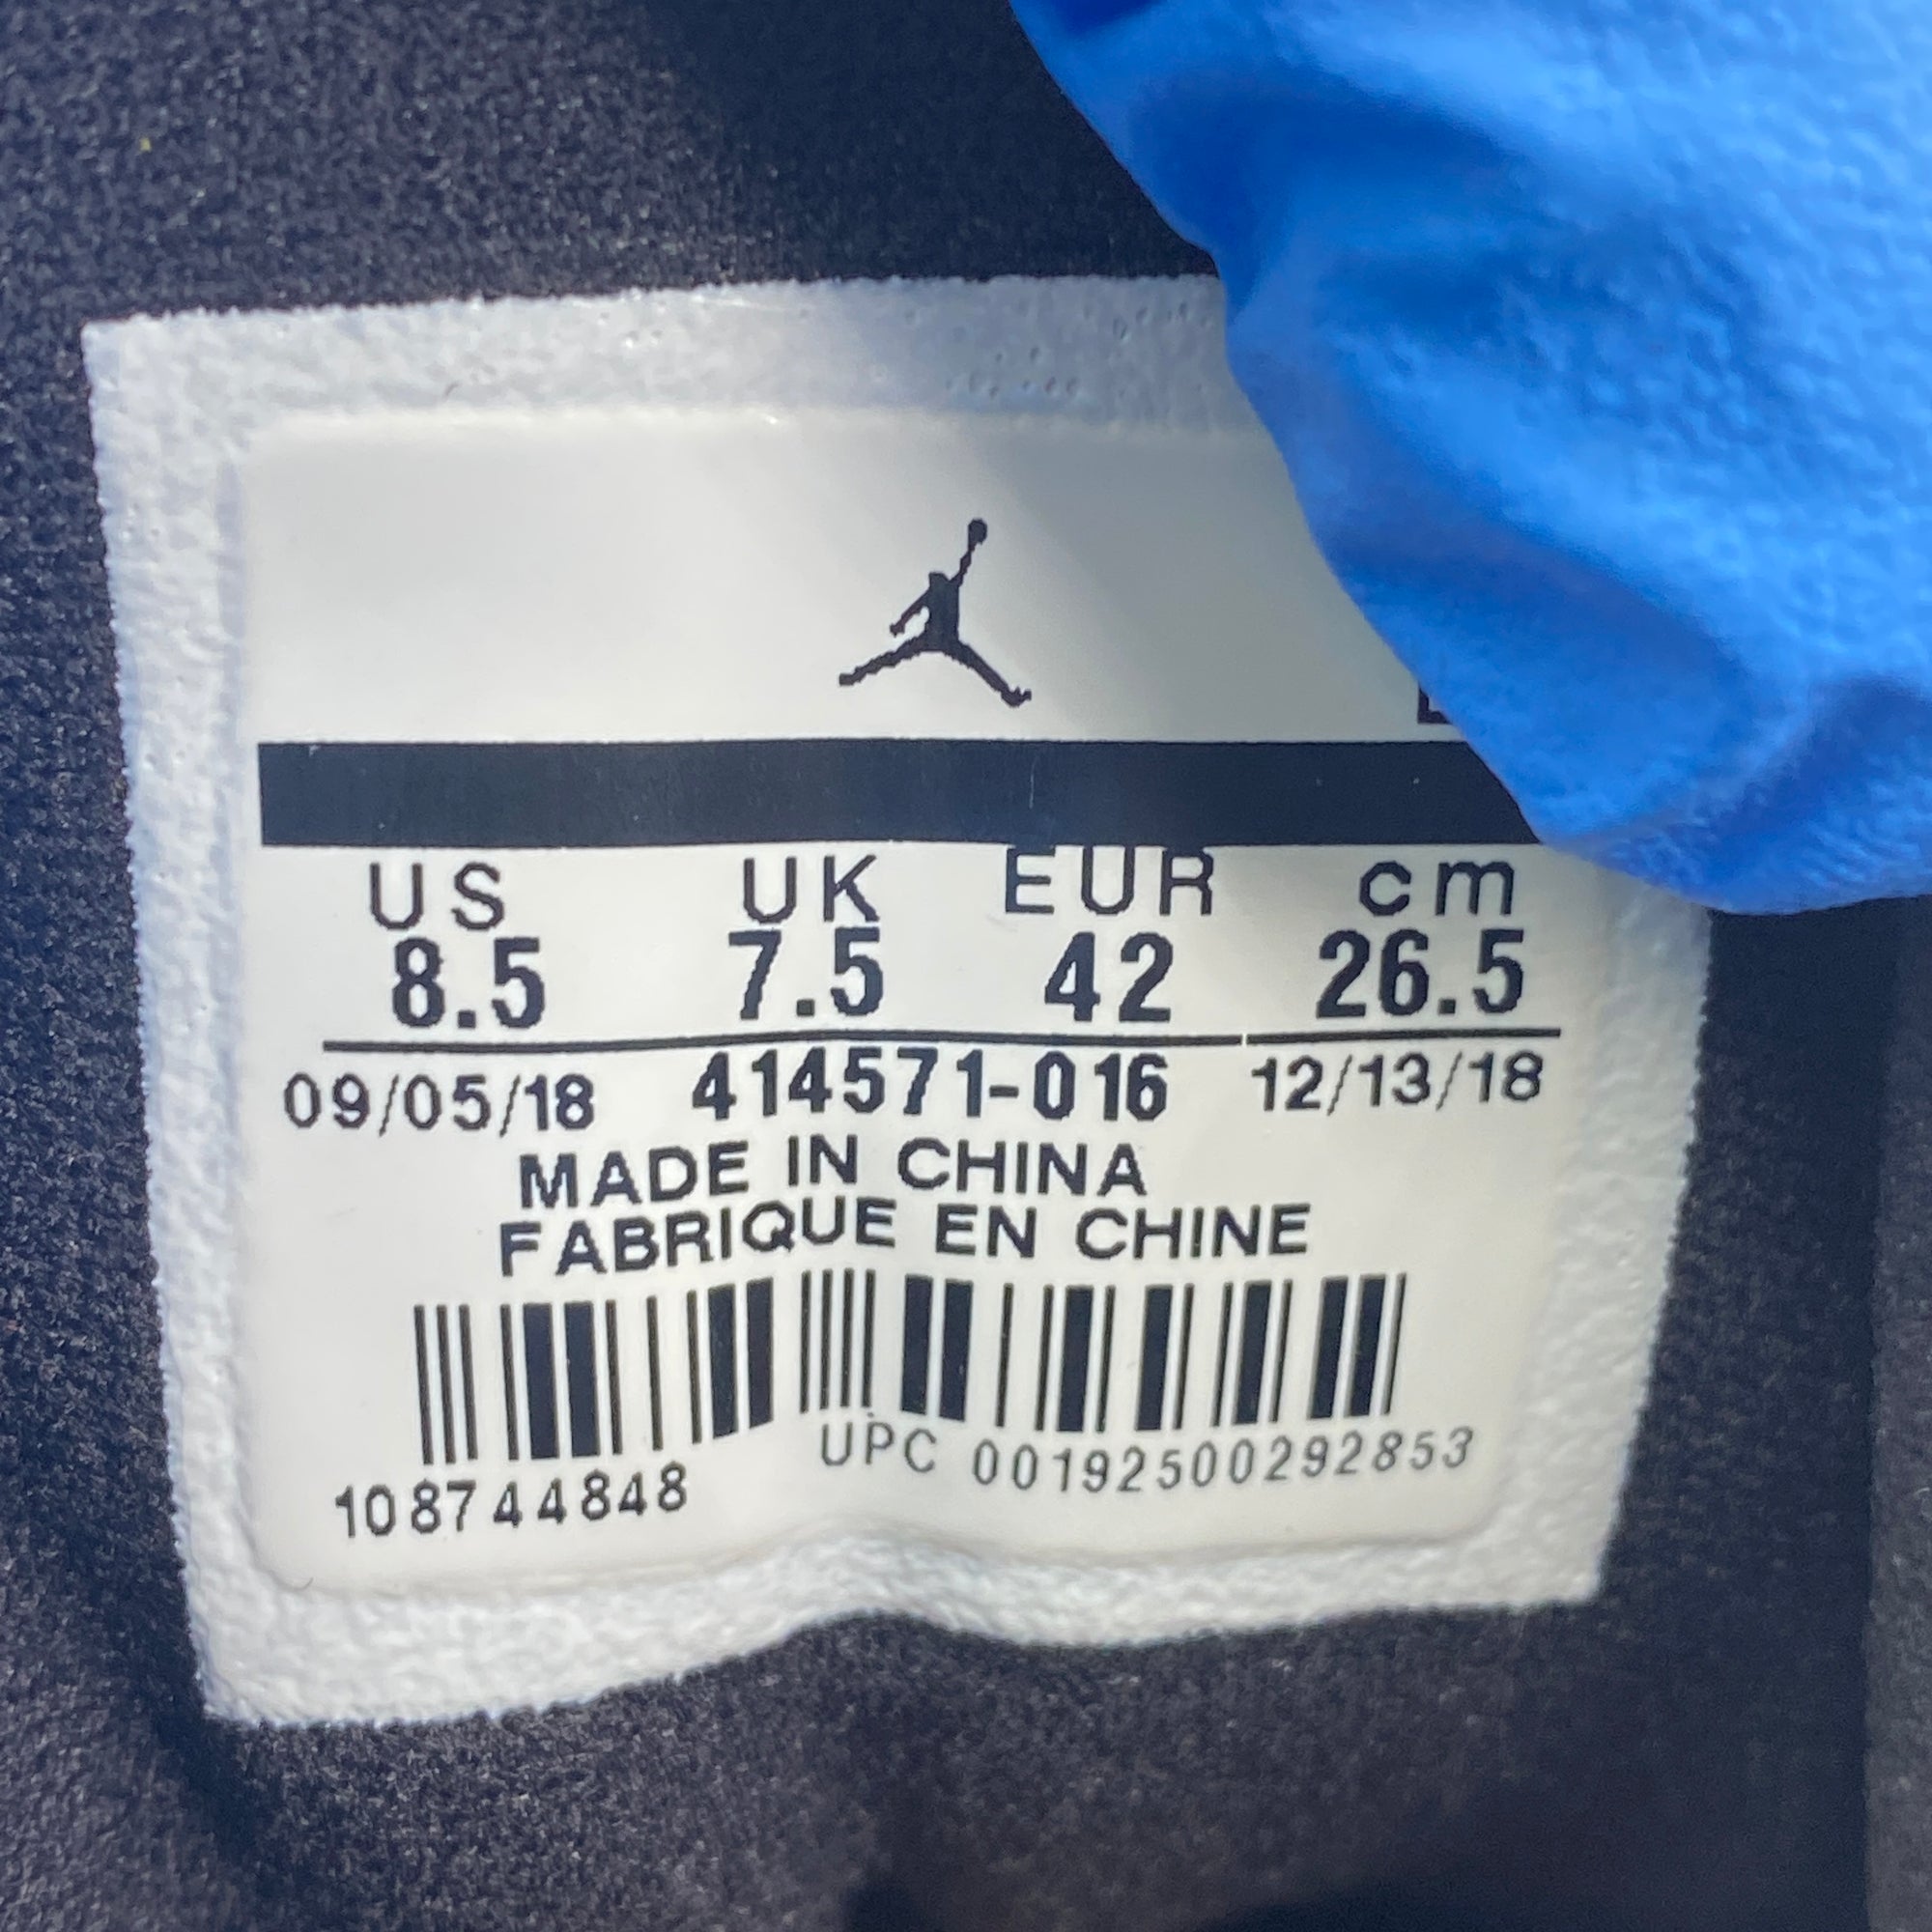 US UK EUR cm
8.5 7.5 42 26.5
09/05/18 414571-016 12/13/18
MADE IN CHINA
FABRIQUE EN CHINE
108744848 UPC 00192500292853